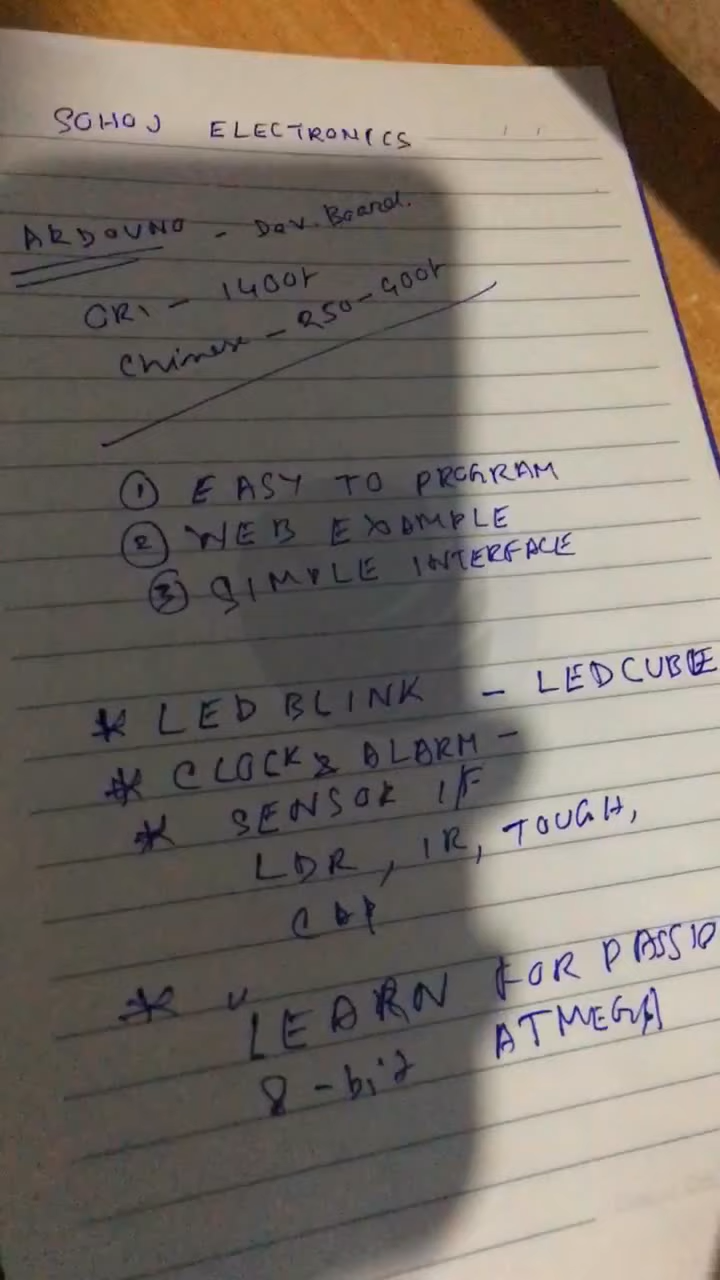 SOHOJ ELECTRONICS
ARDOUNO - Dev. Board.
ORI - 1400৳
Chinese - 250-400৳
① EASY TO PROGRAM
② WEB EXAMPLE
③ SIMPLE INTERFACE
* LED BLINK - LEDCUBE
* CLOCK & ALARM -
* SENSOR I/F
LDR, IR, TOUGH,
CAP
* "LEARN FOR PASSIO
8-bit ATMEGA